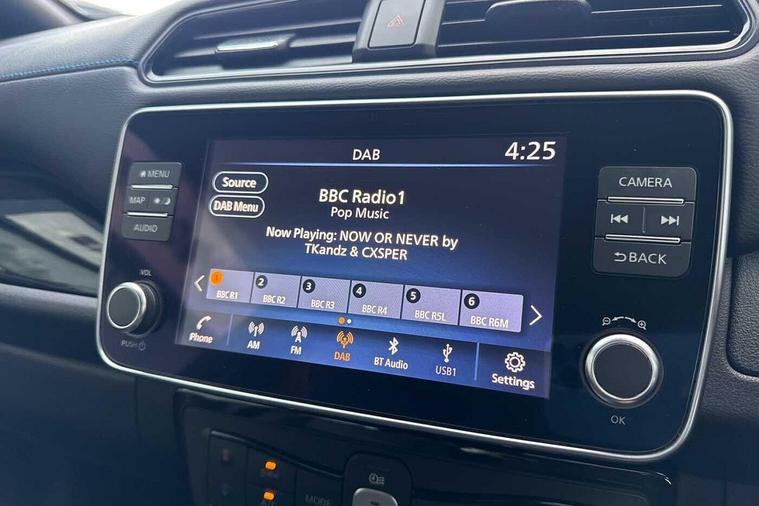 DAB
4:25
Source
DAB Menu
BBC Radio1
Pop Music
Now Playing: NOW OR NEVER by
TKandz & CXSPER
1 2 3 4 5 6
BBC R1 BBC R2 BBC R3 BBC R4 BBC R5L BBC R6M
iPhone AM FM DAB BT Audio USB1 Settings
MENU
MAP
AUDIO
VOL
PUSH
CAMERA
BACK
OK
MODE